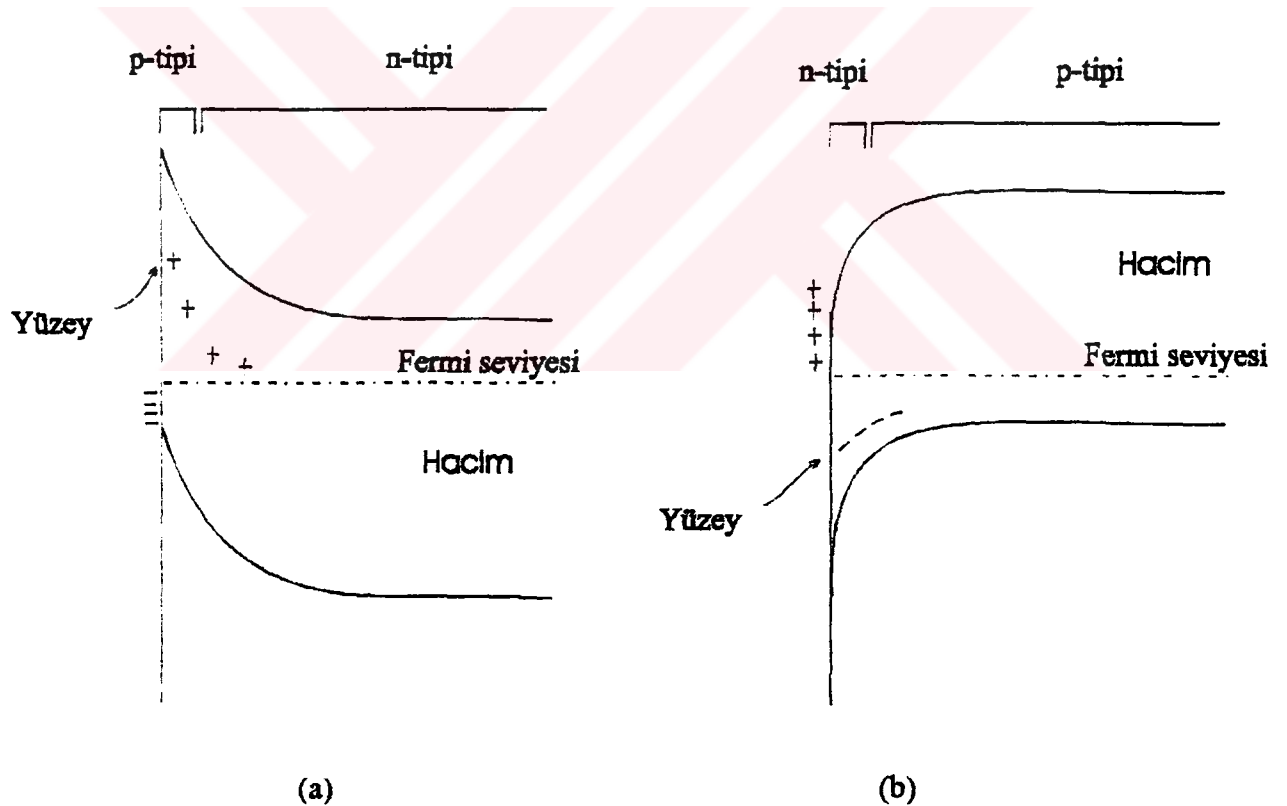 p-tipi n-tipi
Yüzey
Fermi seviyesi
Hacim
(a)
n-tipi p-tipi
Hacim
Fermi seviyesi
Yüzey
(b)